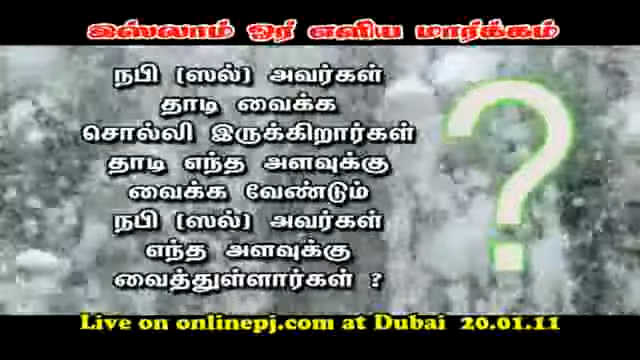 இஸ்லாம் ஓர் எளிய மார்க்கம்
நபி (ஸல்) அவர்கள்
தாடி வைக்க
சொல்லி இருக்கிறார்கள்
தாடி எந்த அளவுக்கு
வைக்க வேண்டும்
நபி (ஸல்) அவர்கள்
எந்த அளவுக்கு
வைத்துள்ளார்கள் ?
?
Live on onlinepj.com at Dubai 20.01.11